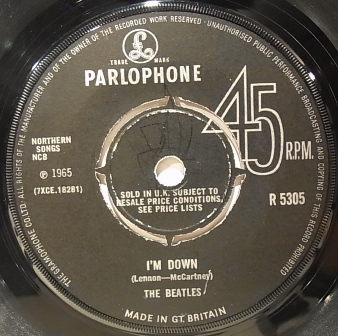 THE GRAMOPHONE CO. LTD. ALL RIGHTS OF THE MANUFACTURER AND OF THE OWNER OF THE RECORDED WORK RESERVED · UNAUTHORISED PUBLIC PERFORMANCE BROADCASTING AND COPYING OF THIS RECORD PROHIBITED
TRADE MARK
PARLOPHONE
45
R.P.M.
NORTHERN
SONGS
NCB
℗ 1965
(7XCE.18281)
SOLD IN U.K. SUBJECT TO
RESALE PRICE CONDITIONS,
SEE PRICE LISTS
R 5305
I'M DOWN
(Lennon—McCartney)
THE BEATLES
MADE IN GT. BRITAIN